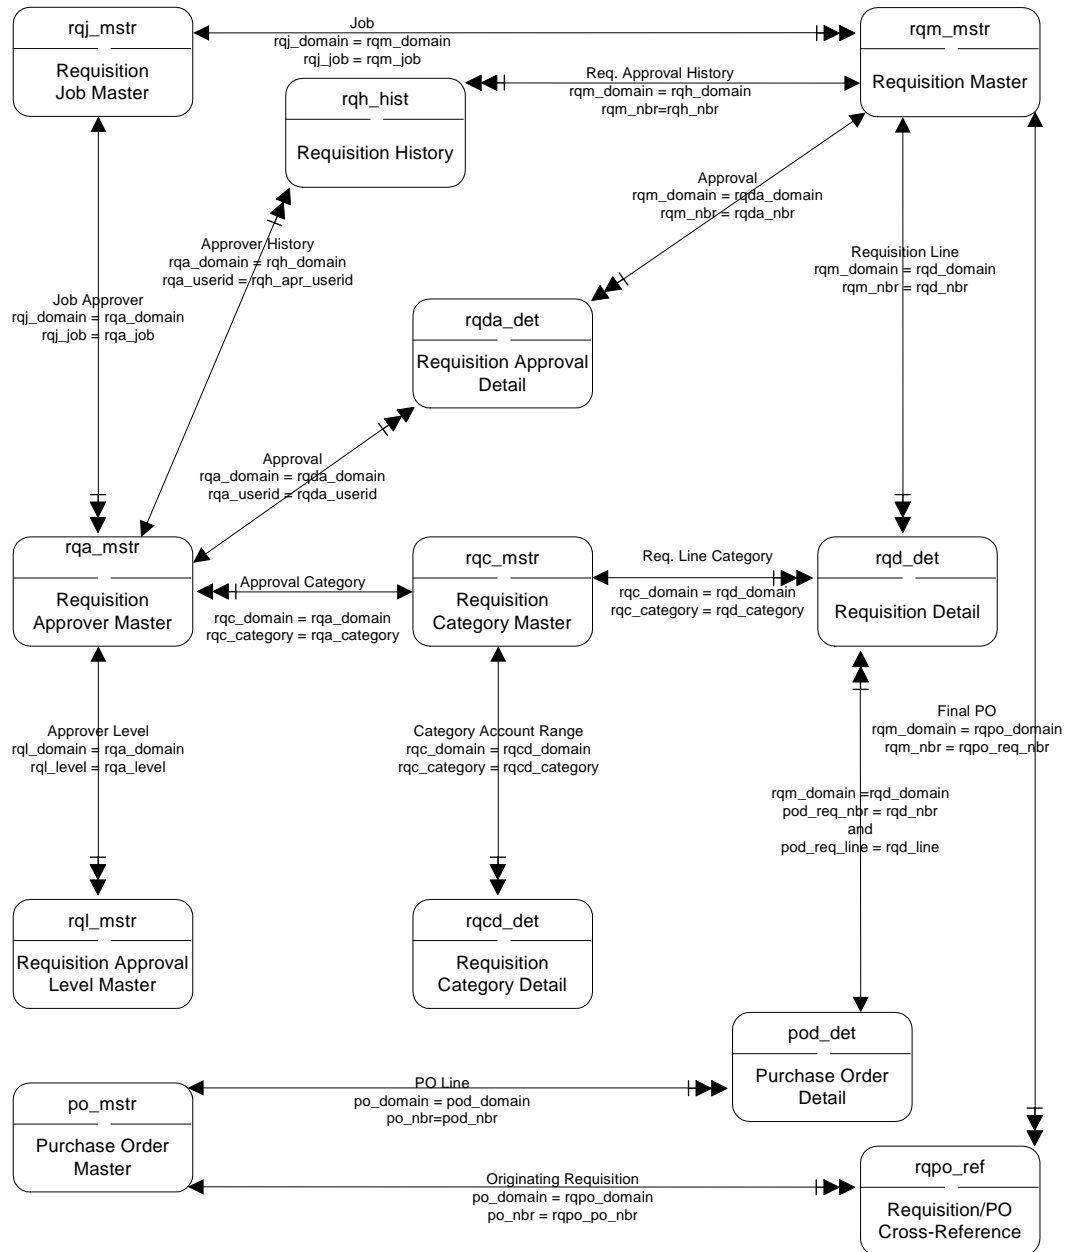 rqj_mstr
Requisition
Job Master
Job
rqj_domain = rqm_domain
rqj_job = rqm_job
rqm_mstr
Requisition Master
rqh_hist
Requisition History
Req. Approval History
rqm_domain = rqh_domain
rqm_nbr=rqh_nbr
Approval
rqm_domain = rqda_domain
rqm_nbr = rqda_nbr
Approver History
rqa_domain = rqh_domain
rqa_userid = rqh_apr_userid
Requisition Line
rqm_domain = rqd_domain
rqm_nbr = rqd_nbr
Job Approver
rqj_domain = rqa_domain
rqj_job = rqa_job
rqda_det
Requisition Approval
Detail
Approval
rqa_domain = rqda_domain
rqa_userid = rqda_userid
rqa_mstr
Requisition
Approver Master
Approval Category
rqc_domain = rqa_domain
rqc_category = rqa_category
rqc_mstr
Requisition
Category Master
Req. Line Category
rqc_domain = rqd_domain
rqc_category = rqd_category
rqd_det
Requisition Detail
Approver Level
rql_domain = rqa_domain
rql_level = rqa_level
Category Account Range
rqc_domain = rqcd_domain
rqc_category = rqcd_category
Final PO
rqm_domain = rqpo_domain
rqm_nbr = rqpo_req_nbr
rqm_domain =rqd_domain
pod_req_nbr = rqd_nbr
and
pod_req_line = rqd_line
rql_mstr
Requisition Approval
Level Master
rqcd_det
Requisition
Category Detail
pod_det
Purchase Order
Detail
po_mstr
Purchase Order
Master
PO Line
po_domain = pod_domain
po_nbr=pod_nbr
Originating Requisition
po_domain = rqpo_domain
po_nbr = rqpo_po_nbr
rqpo_ref
Requisition/PO
Cross-Reference